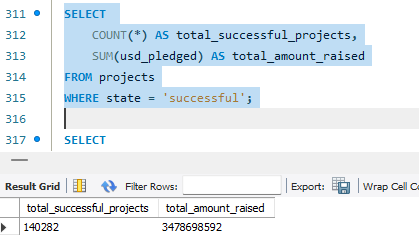 311 SELECT
312 COUNT(*) AS total_successful_projects,
313 SUM(usd_pledged) AS total_amount_raised
314 FROM projects
315 WHERE state = 'successful';
316
317 SELECT
Result Grid Filter Rows: Export: Wrap Cell Co
total_successful_projects total_amount_raised
140282 3478698592